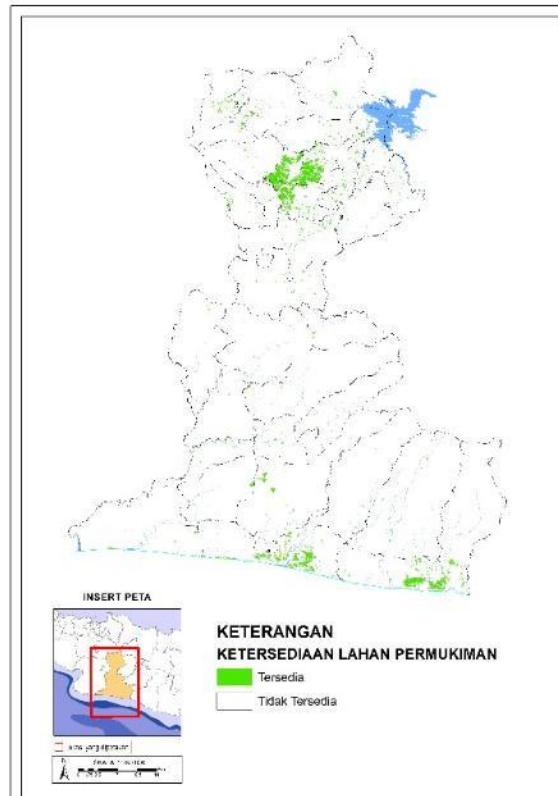 INSERT PETA
KETERANGAN
KETERSEDIAAN LAHAN PERMUKIMAN
Tersedia
Tidak Tersedia